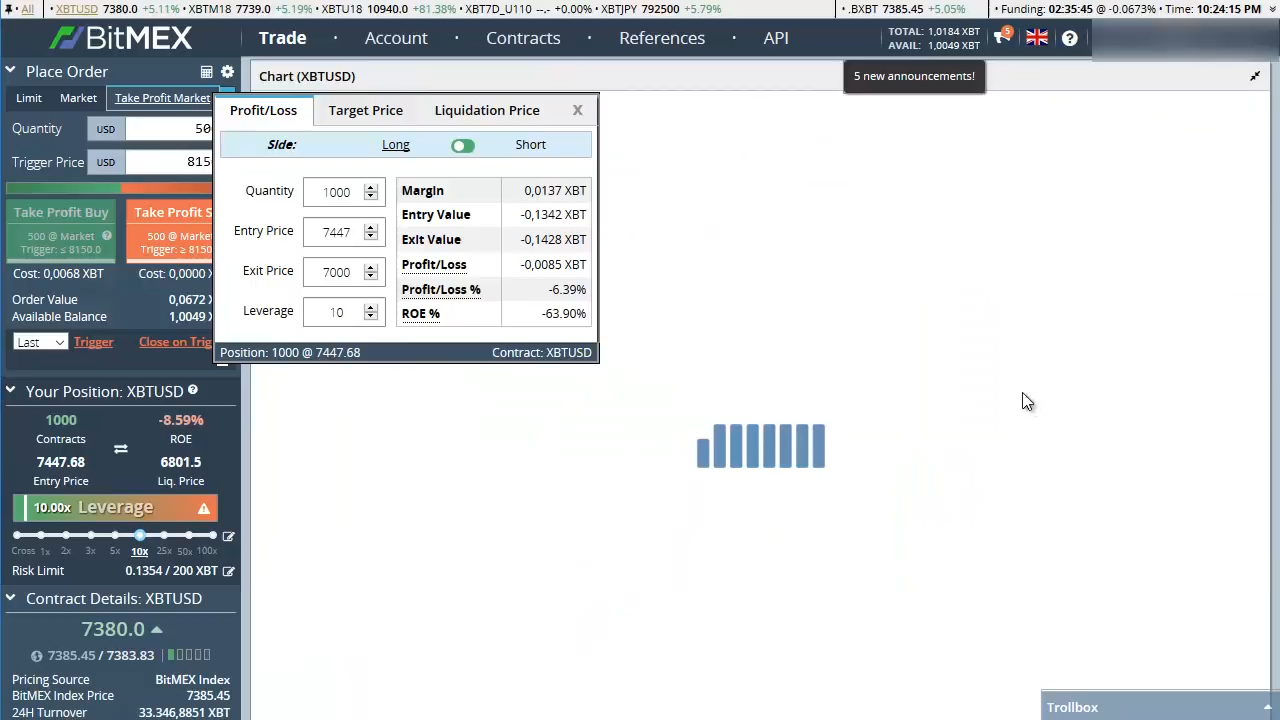 All XBTUSD 7380.0 +5.11% XBTM18 7739.0 +5.19% XBTU18 10940.0 +81.38% XBT7D_U110 --.- +0.00% XBTJPY 792500 +5.79% .BXBT 7385.45 +5.05% Funding: 02:35:45 @ -0.0673% Time: 10:24:15 PM
BitMEX Trade · Account · Contracts · References · API
TOTAL: 1,0184 XBT
AVAIL: 1,0049 XBT
5
?
Place Order
Chart (XBTUSD)
5 new announcements!
Limit Market Take Profit Market
Quantity USD 50
Trigger Price USD 815
Take Profit Buy
500 @ Market
Trigger: ≤ 8150.0
Take Profit S
500 @ Market
Trigger: ≥ 8150
Cost: 0,0068 XBT Cost: 0,0000
Order Value 0,0672 X
Available Balance 1,0049 X
Last Trigger Close on Trig
Profit/Loss Target Price Liquidation Price X
Side: Long Short
Quantity 1000
Entry Price 7447
Exit Price 7000
Leverage 10
Margin 0,0137 XBT
Entry Value -0,1342 XBT
Exit Value -0,1428 XBT
Profit/Loss -0,0085 XBT
Profit/Loss % -6.39%
ROE % -63.90%
Position: 1000 @ 7447.68 Contract: XBTUSD
Your Position: XBTUSD ?
1000 -8.59%
Contracts ROE
7447.68 6801.5
Entry Price Liq. Price
10.00x Leverage
Cross 1x 2x 3x 5x 10x 25x 50x 100x
Risk Limit 0.1354 / 200 XBT
Contract Details: XBTUSD
7380.0
7385.45 / 7383.83
Pricing Source BitMEX Index
BitMEX Index Price 7385.45
24H Turnover 33.346,8851 XBT
Trollbox